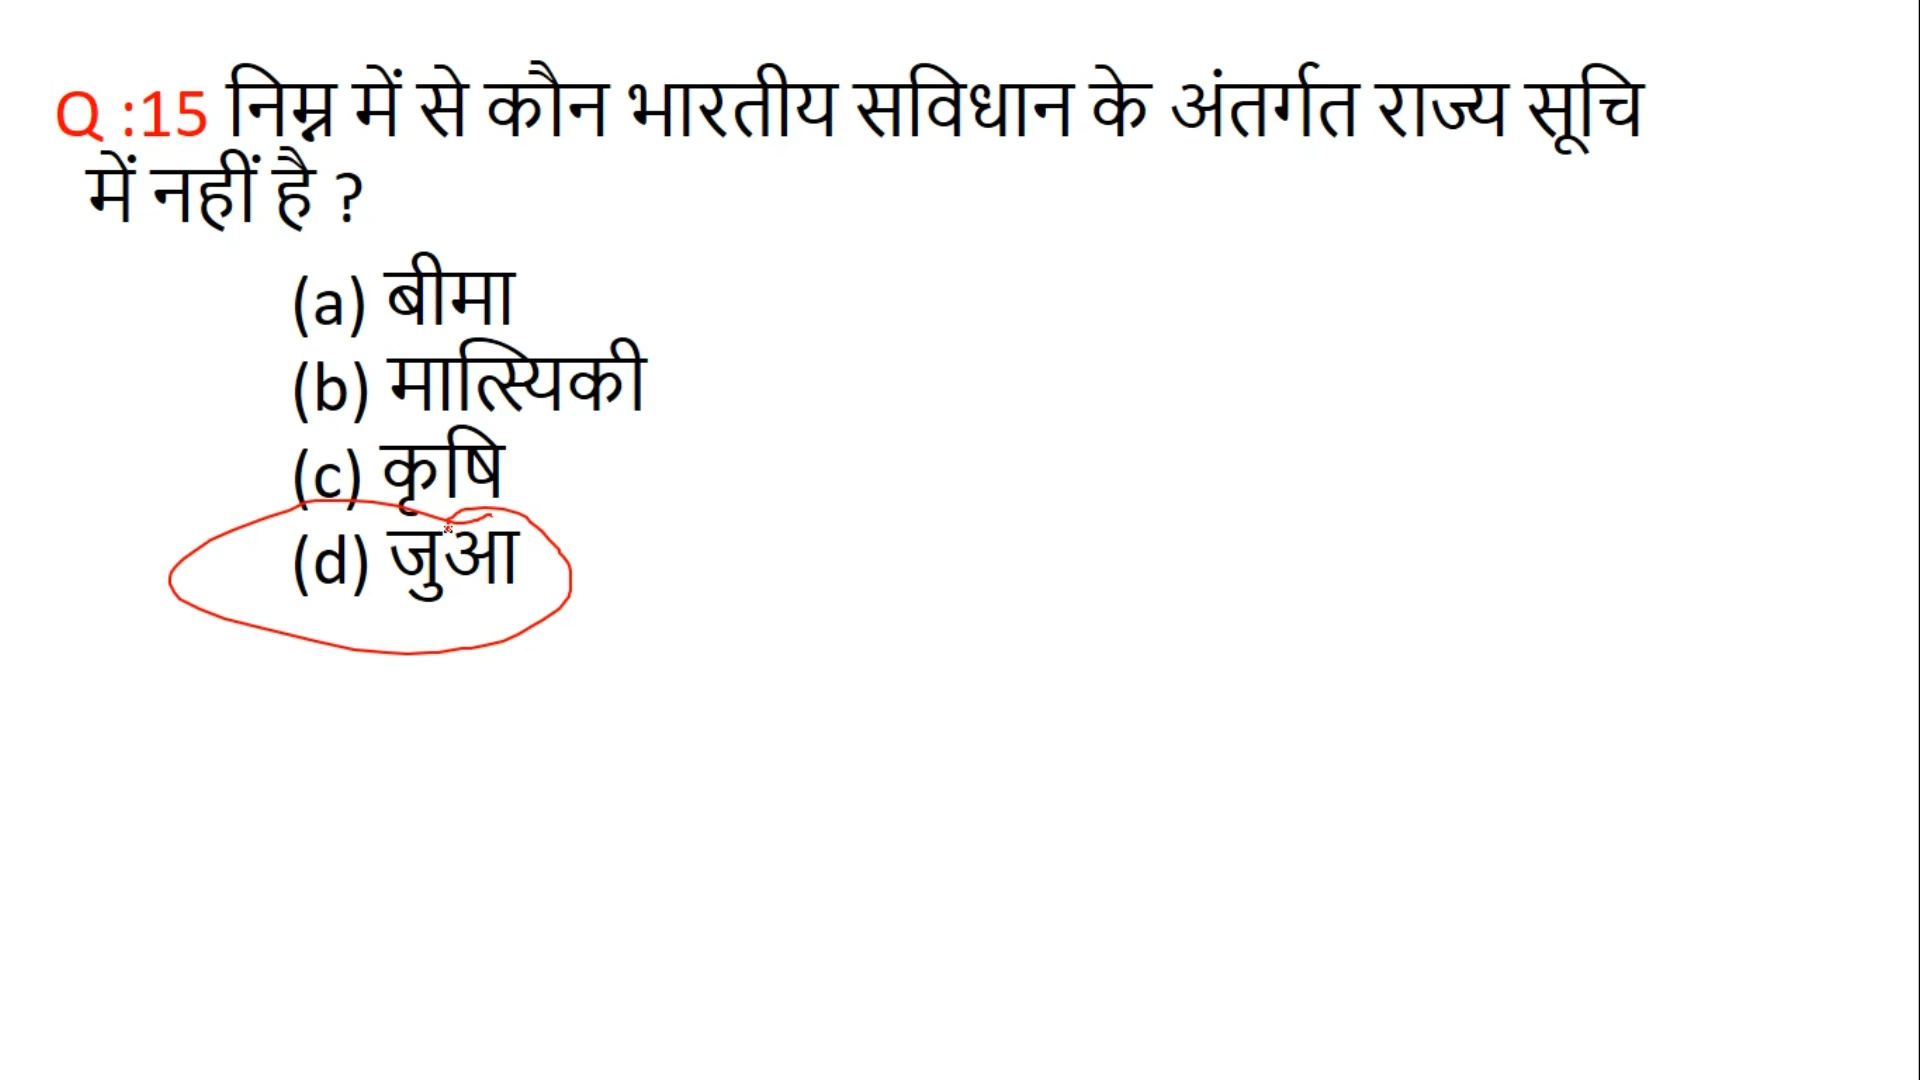 Q :15 निम्न में से कौन भारतीय सविधान के अंतर्गत राज्य सूचि
में नहीं है ?
(a) बीमा
(b) मात्स्यिकी
(c) कृषि
(d) जुआ